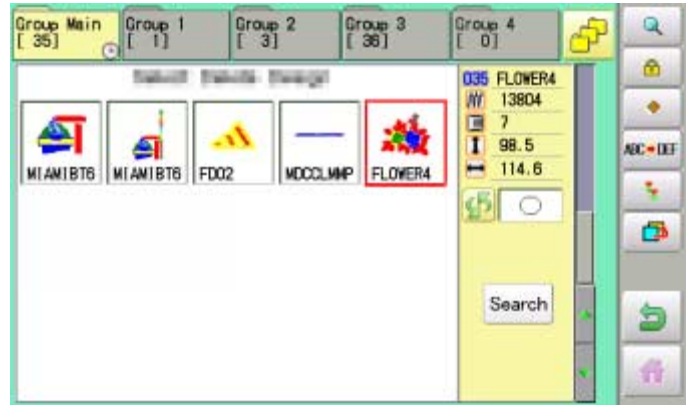 Group Main
[ 35]
Group 1
[ 1]
Group 2
[ 3]
Group 3
[ 36]
Group 4
[ 0]
MIAMIBT6
MIAMIBT6
FD02
MDCCLMMP
FLOWER4
035 FLOWER4
13804
7
98.5
114.6
Search
ABC DEF